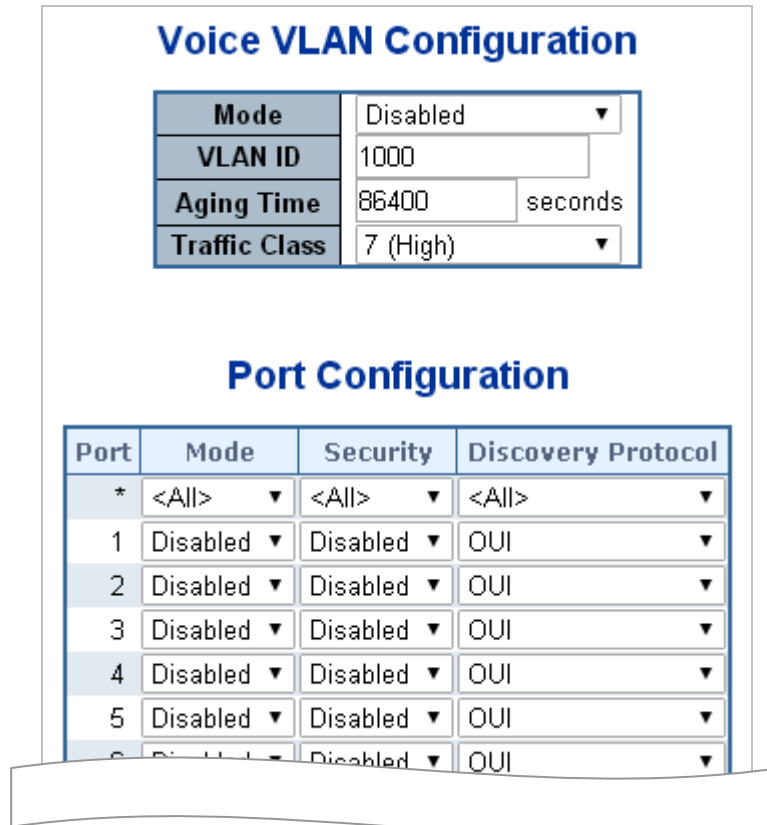 Voice VLAN Configuration
Mode Disabled
VLAN ID 1000
Aging Time 86400 seconds
Traffic Class 7 (High)
Port Configuration
Port Mode Security Discovery Protocol
* <All> <All> <All>
1 Disabled Disabled OUI
2 Disabled Disabled OUI
3 Disabled Disabled OUI
4 Disabled Disabled OUI
5 Disabled Disabled OUI
Disabled OUI